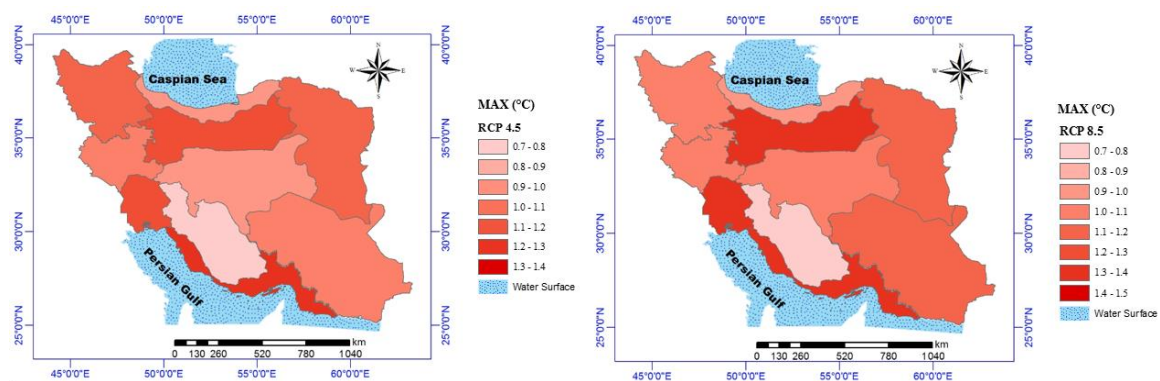 45°0'0"E 50°0'0"E 55°0'0"E 60°0'0"E
40°0'0"N
35°0'0"N
30°0'0"N
25°0'0"N
Caspian Sea
Persian Gulf
N
W E
S
40°0'0"N
35°0'0"N
30°0'0"N
25°0'0"N
km
0 130 260 520 780 1040
45°0'0"E 50°0'0"E 55°0'0"E 60°0'0"E
MAX (°C)
RCP 4.5
0.7 - 0.8
0.8 - 0.9
0.9 - 1.0
1.0 - 1.1
1.1 - 1.2
1.2 - 1.3
1.3 - 1.4
Water Surface
45°0'0"E 50°0'0"E 55°0'0"E 60°0'0"E
40°0'0"N
35°0'0"N
30°0'0"N
25°0'0"N
Caspian Sea
Persian Gulf
N
W E
S
40°0'0"N
35°0'0"N
30°0'0"N
25°0'0"N
km
0 130 260 520 780 1040
45°0'0"E 50°0'0"E 55°0'0"E 60°0'0"E
MAX (°C)
RCP 8.5
0.7 - 0.8
0.8 - 0.9
0.9 - 1.0
1.0 - 1.1
1.1 - 1.2
1.2 - 1.3
1.3 - 1.4
1.4 - 1.5
Water Surface